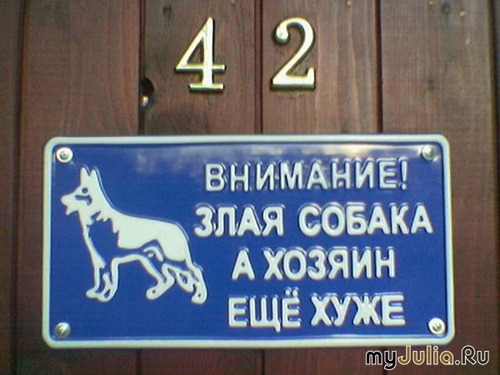 42
ВНИМАНИЕ!
ЗЛАЯ СОБАКА
А ХОЗЯИН
ЕЩЁ ХУЖЕ
myJulia.Ru